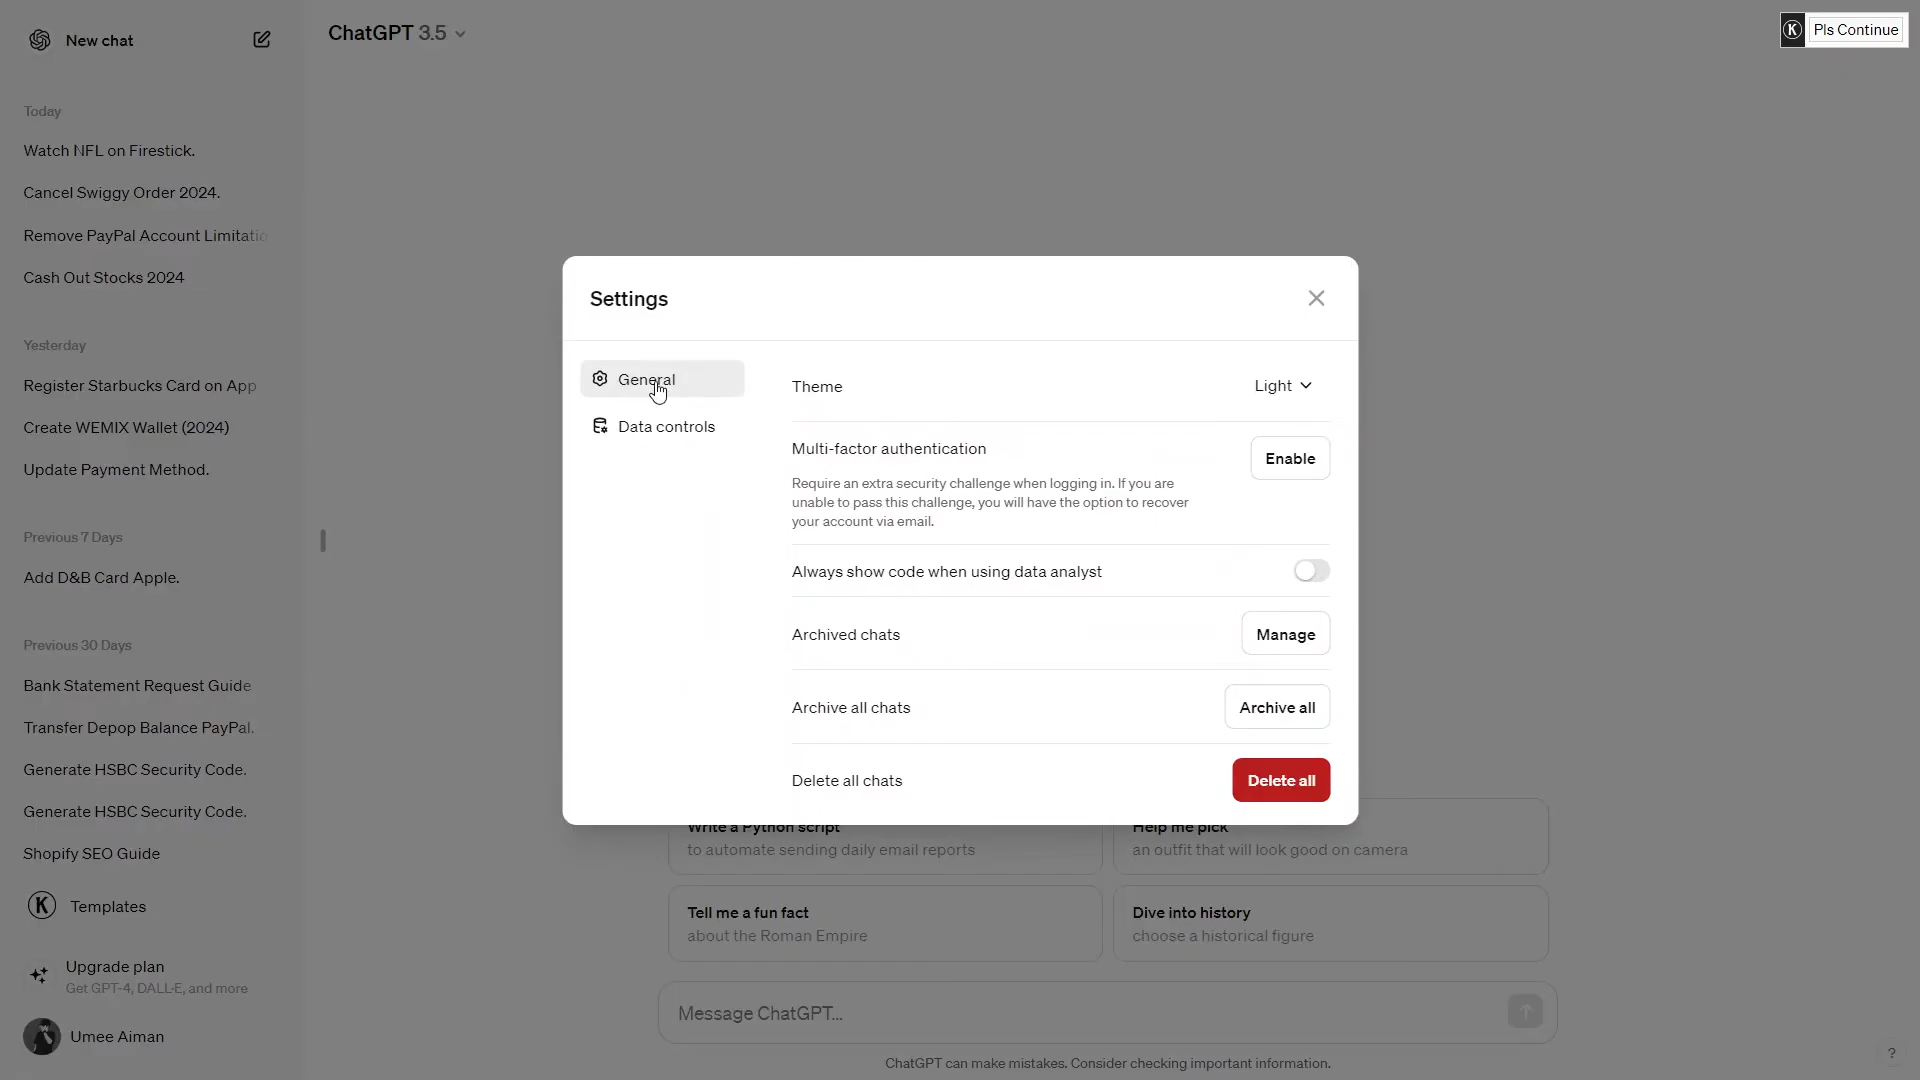 New chat
Today
Watch NFL on Firestick.
Cancel Swiggy Order 2024.
Remove PayPal Account Limitatio
Cash Out Stocks 2024
Yesterday
Register Starbucks Card on App
Create WEMIX Wallet (2024)
Update Payment Method.
Previous 7 Days
Add D&B Card Apple.
Previous 30 Days
Bank Statement Request Guide
Transfer Depop Balance PayPal.
Generate HSBC Security Code.
Generate HSBC Security Code.
Shopify SEO Guide
K Templates
Upgrade plan
Get GPT-4, DALL·E, and more
Umee Aiman
ChatGPT 3.5
K Pls Continue
Settings
General
Data controls
Theme
Light
Multi-factor authentication
Enable
Require an extra security challenge when logging in. If you are
unable to pass this challenge, you will have the option to recover
your account via email.
Always show code when using data analyst
Archived chats
Manage
Archive all chats
Archive all
Delete all chats
Delete all
Write a Python script
to automate sending daily email reports
Help me pick
an outfit that will look good on camera
Tell me a fun fact
about the Roman Empire
Dive into history
choose a historical figure
Message ChatGPT...
ChatGPT can make mistakes. Consider checking important information.
?